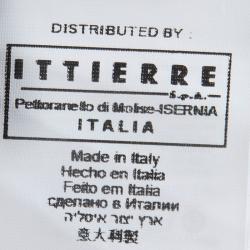 DISTRIBUTED BY :
ITTIERRE
S.p.A.
Pettoranello di Molise-ISERNIA
ITALIA
Made in Italy
Hecho en Italia
Feito em Italia
сделано в Италии
ארץ יצור איטליה
意大利製